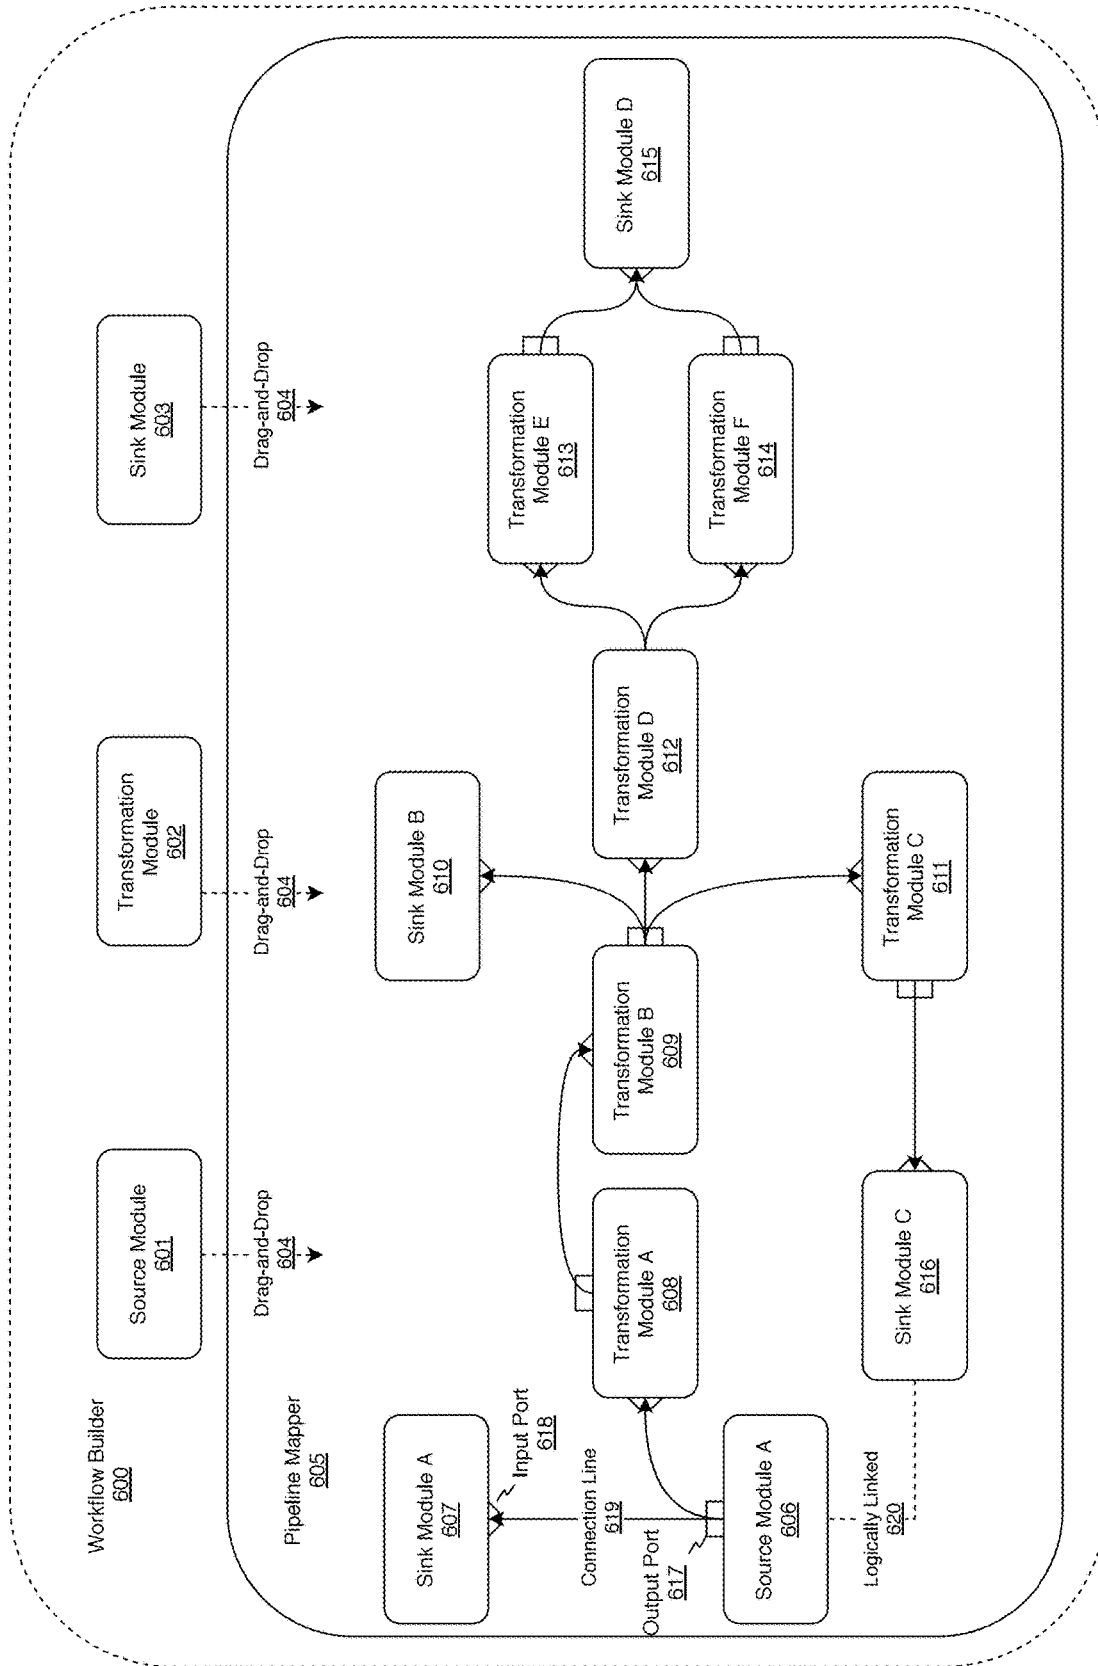 Workflow Builder
600
Source Module
601
Transformation
Module
602
Sink Module
603
Drag-and-Drop
604
Drag-and-Drop
604
Drag-and-Drop
604
Pipeline Mapper
605
Sink Module A
607
Input Port
618
Connection Line
619
Output Port
617
Source Module A
606
Logically Linked
620
Transformation
Module A
608
Transformation
Module B
609
Sink Module B
610
Transformation
Module C
611
Sink Module C
616
Transformation
Module D
612
Transformation
Module E
613
Transformation
Module F
614
Sink Module D
615